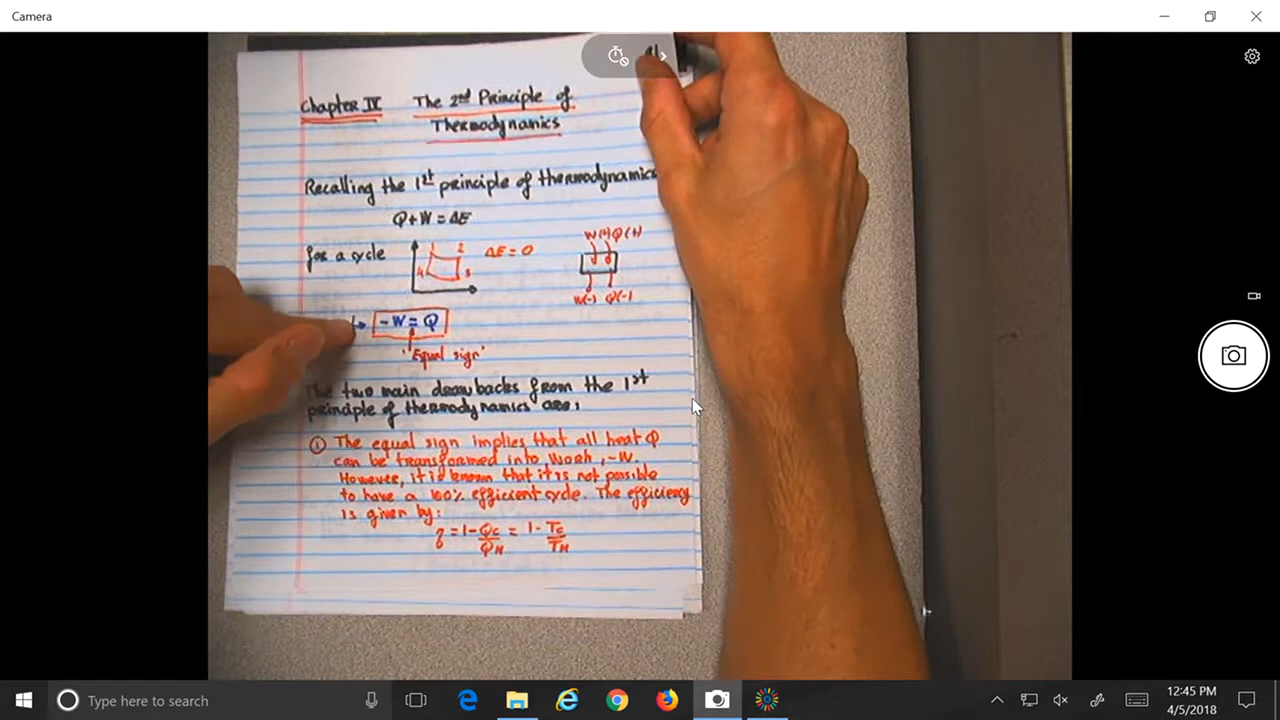 Camera
Chapter IV The 2nd Principle of
Thermodynamics
Recalling the 1st principle of thermodynamics
Q+W = ΔE
for a cycle
1 2
4 3
ΔE = 0
W(+) Q(+)
W(-) Q(-)
-W = Q
'Equal sign'
The two main drawbacks from the 1st
principle of thermodynamics are:
① The equal sign implies that all heat Q
can be transformed into work, -W.
However, it is known that it is not possible
to have a 100% efficient cycle. The efficiency
is given by:
η = 1 - Qc/QH = 1 - Tc/TH
Type here to search
12:45 PM
4/5/2018